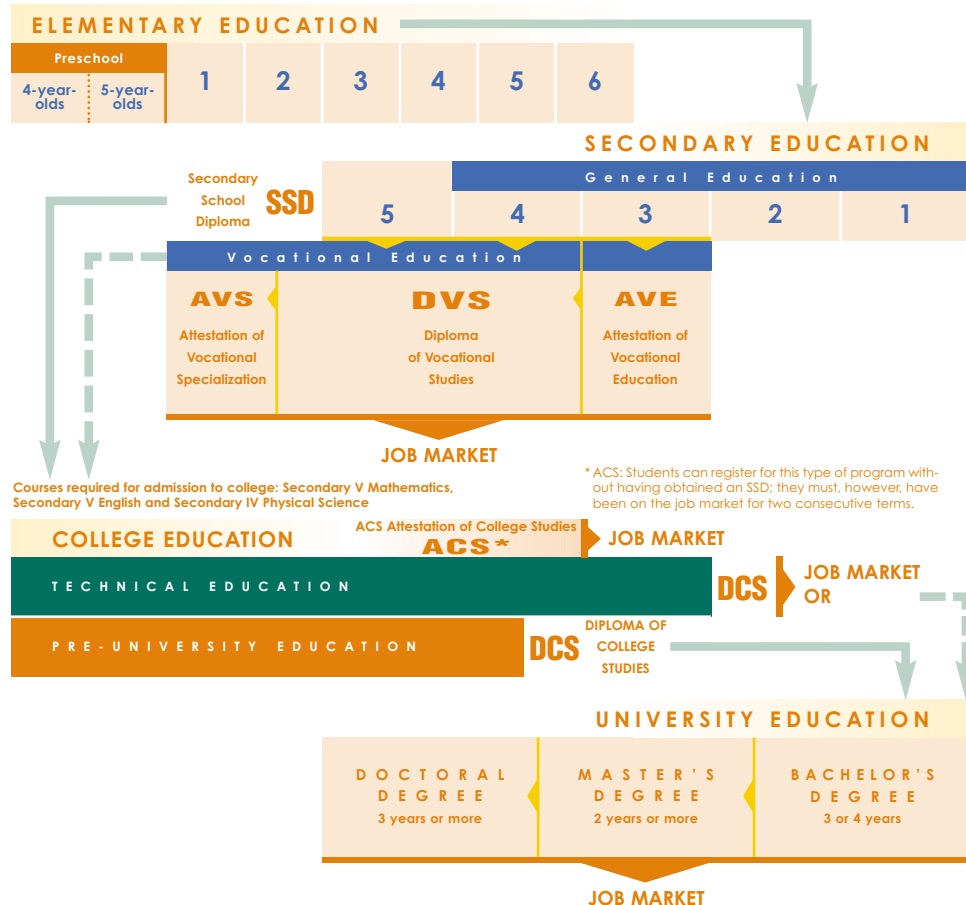 ELEMENTARY EDUCATION
Preschool
4-year-
olds
5-year-
olds
1
2
3
4
5
6
SECONDARY EDUCATION
General Education
Secondary
School
Diploma
SSD
5
4
3
2
1
Vocational Education
AVS
Attestation of
Vocational
Specialization
DVS
Diploma
of Vocational
Studies
AVE
Attestation of
Vocational
Education
JOB MARKET
Courses required for admission to college: Secondary V Mathematics,
Secondary V English and Secondary IV Physical Science
* ACS: Students can register for this type of program with-
out having obtained an SSD; they must, however, have
been on the job market for two consecutive terms.
COLLEGE EDUCATION
ACS Attestation of College Studies
ACS*
JOB MARKET
TECHNICAL EDUCATION
DCS
JOB MARKET
OR
PRE-UNIVERSITY EDUCATION
DCS
DIPLOMA OF
COLLEGE
STUDIES
UNIVERSITY EDUCATION
DOCTORAL
DEGREE
3 years or more
MASTER'S
DEGREE
2 years or more
BACHELOR'S
DEGREE
3 or 4 years
JOB MARKET